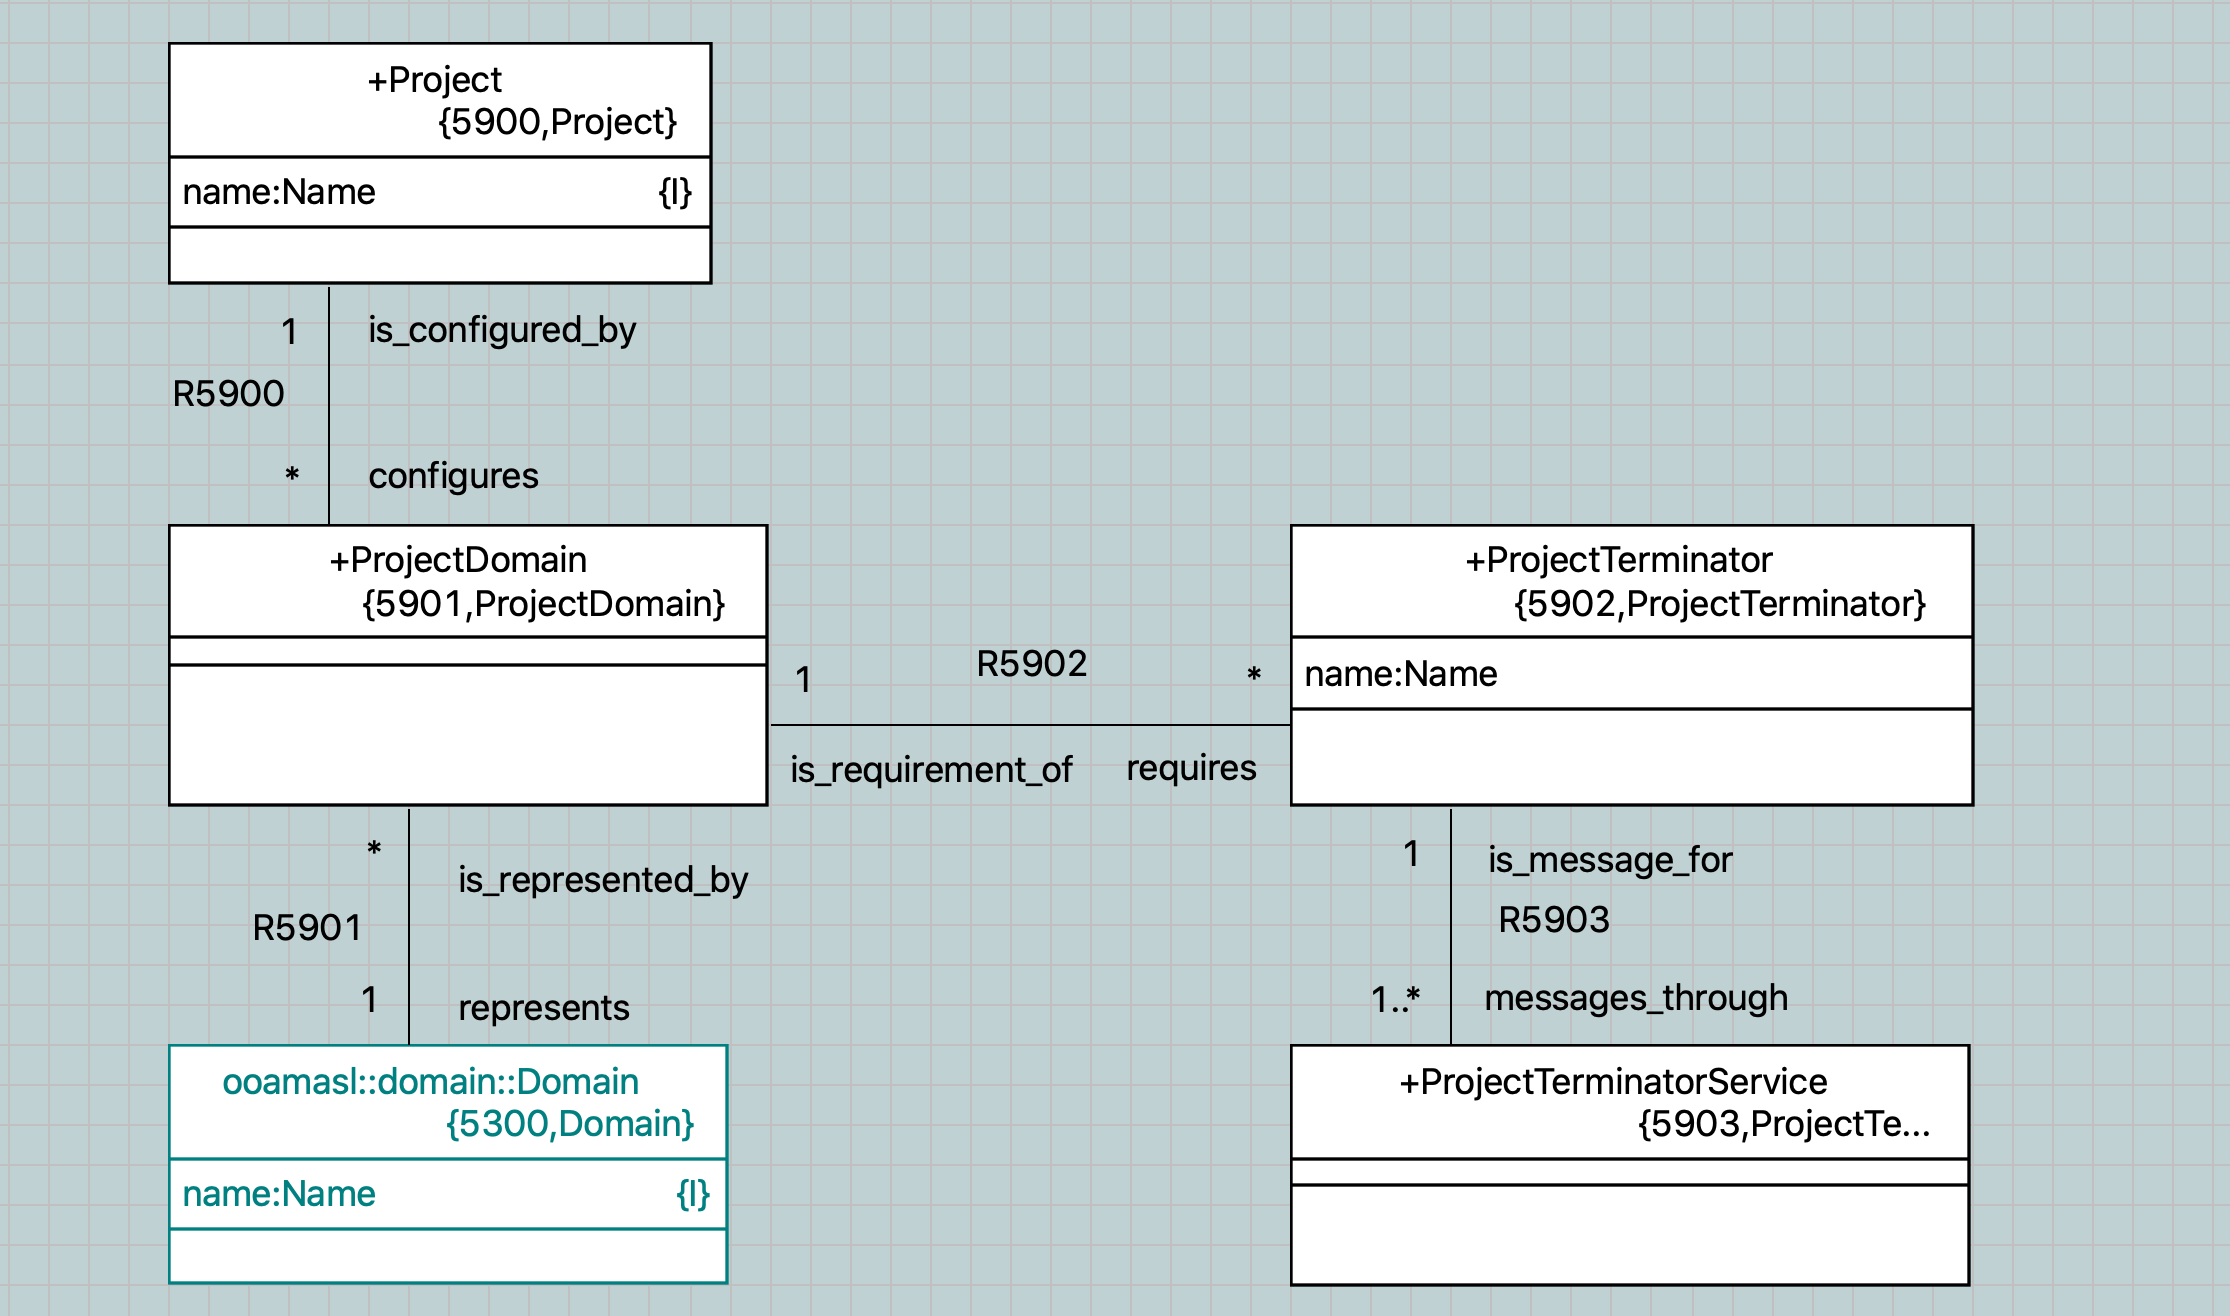 +Project
{5900,Project}
name:Name {I}
1 is_configured_by
R5900
* configures
+ProjectDomain
{5901,ProjectDomain}
1 R5902 *
is_requirement_of requires
+ProjectTerminator
{5902,ProjectTerminator}
name:Name
* is_represented_by
R5901
1 represents
1 is_message_for
R5903
1..* messages_through
ooamasl::domain::Domain
{5300,Domain}
name:Name {I}
+ProjectTerminatorService
{5903,ProjectTe...